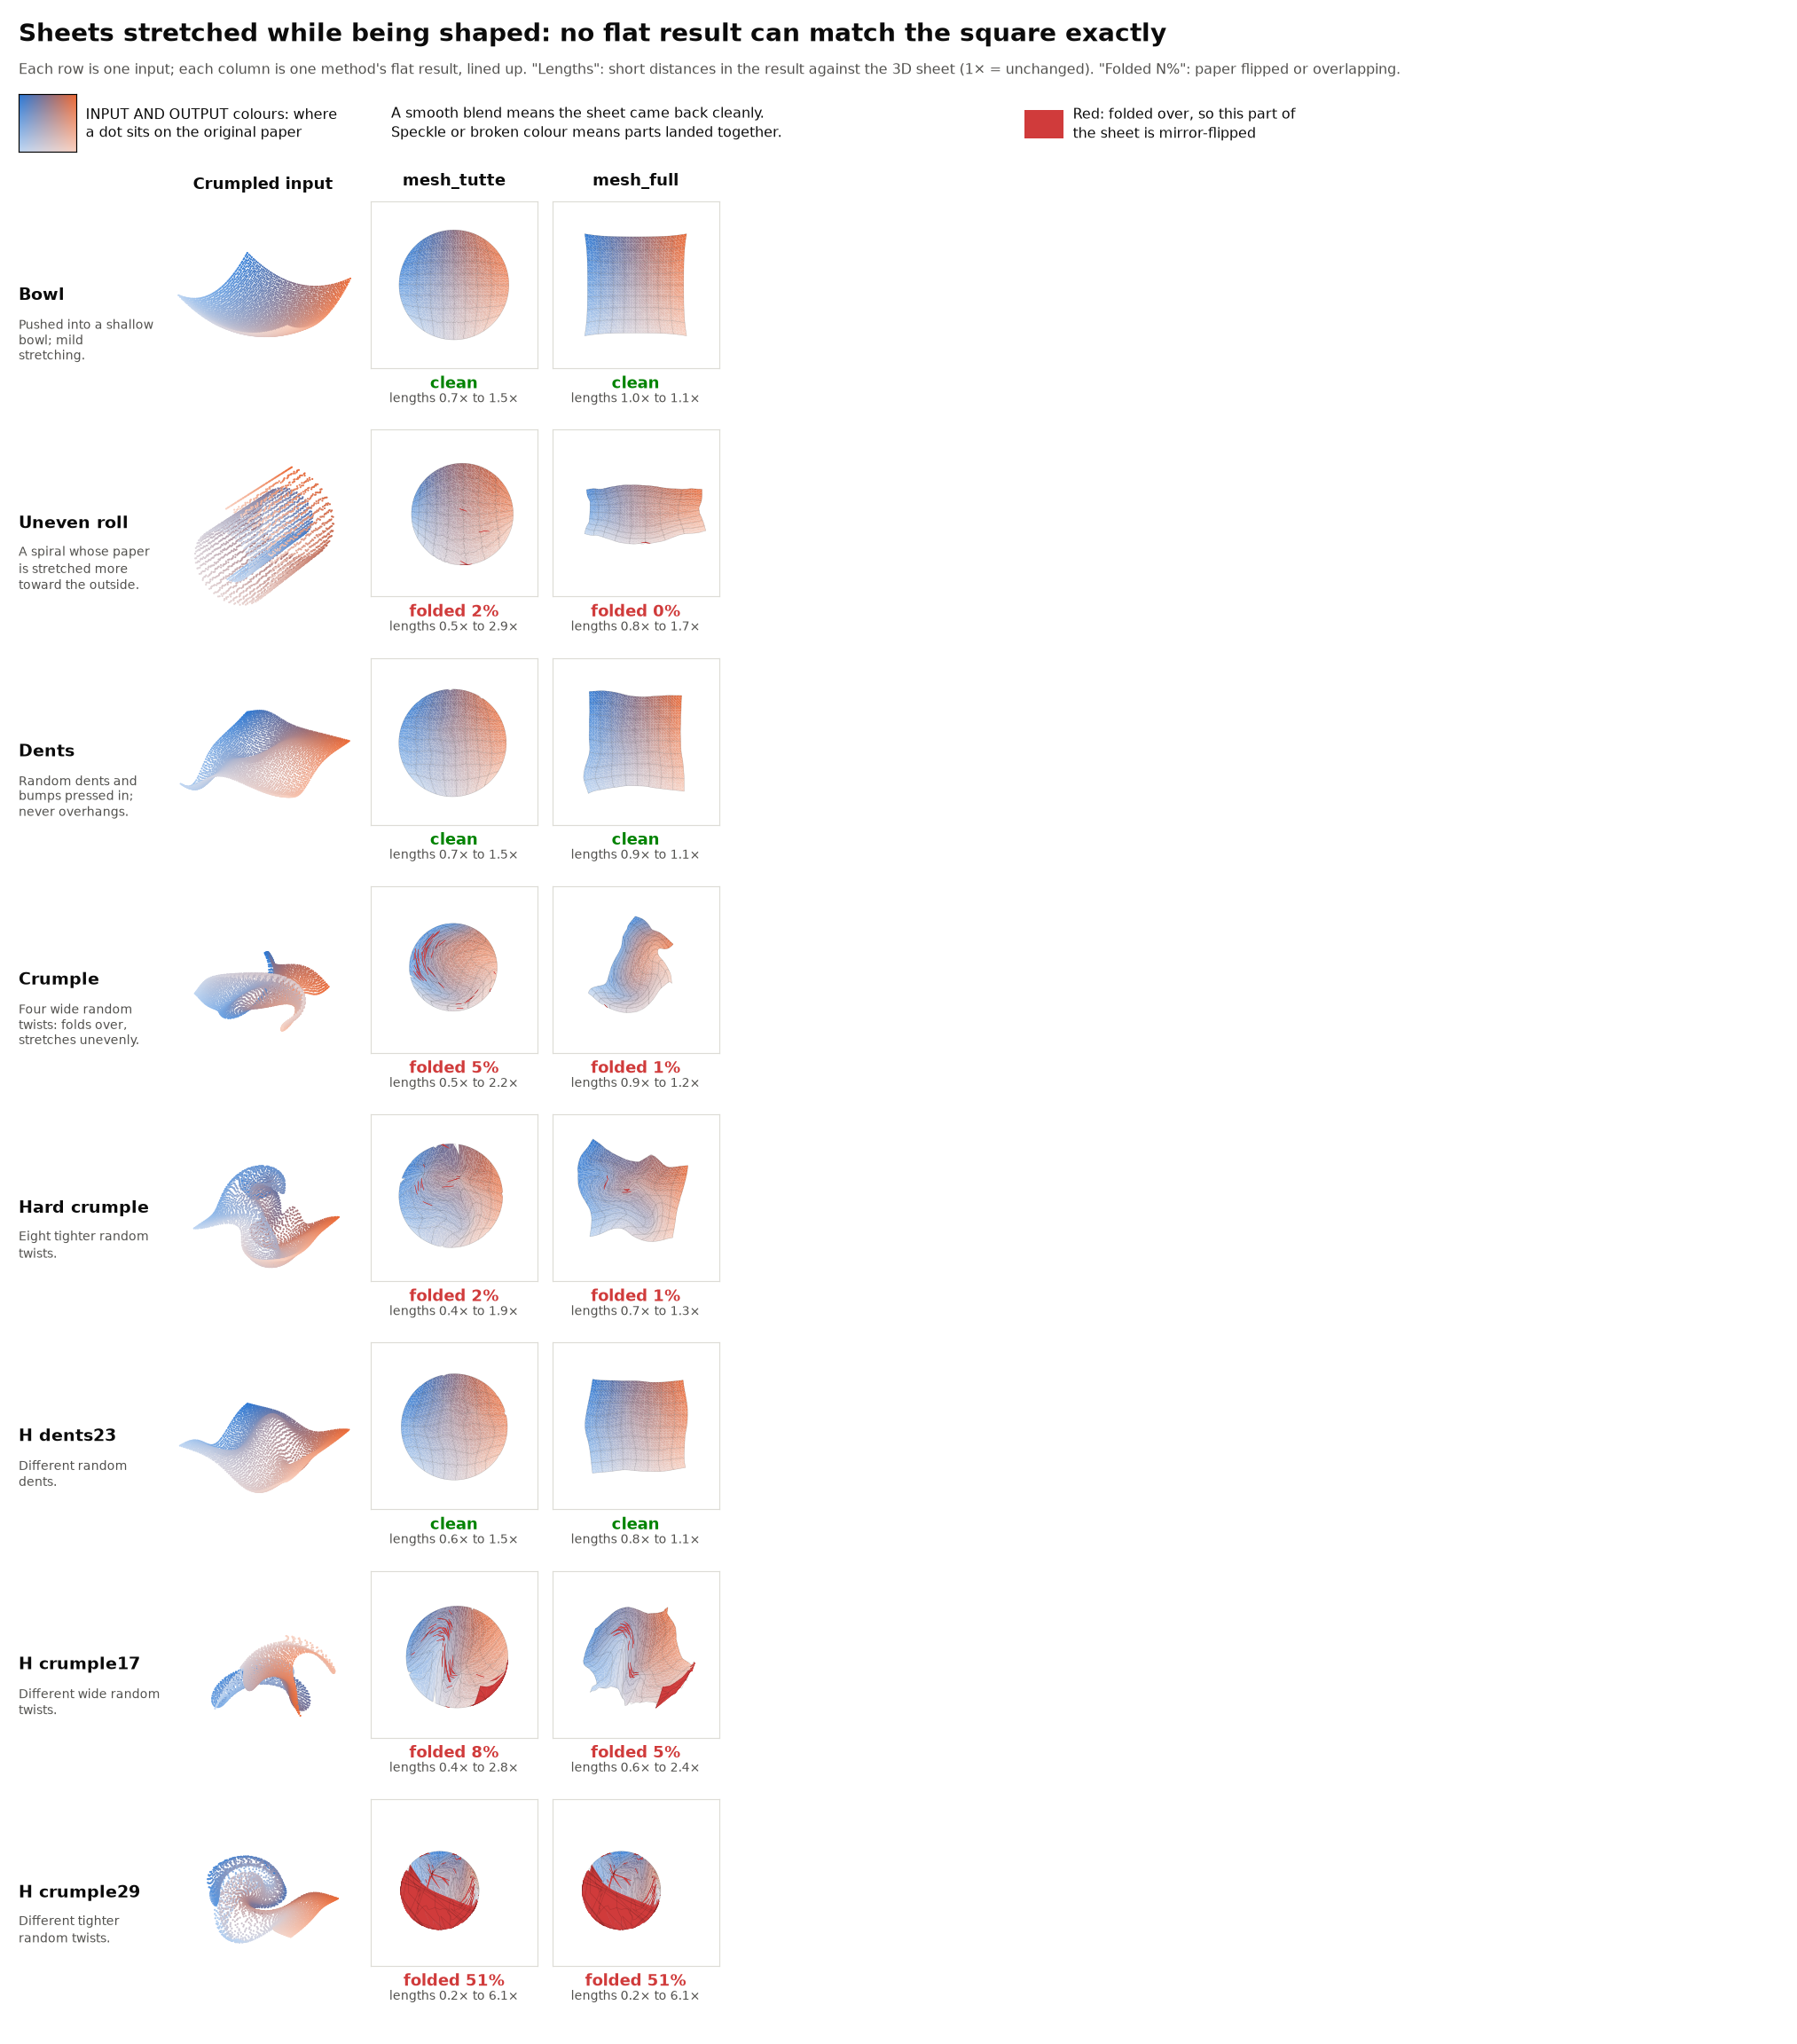 Sheets stretched while being shaped: no flat result can match the square exactly
Each row is one input; each column is one method's flat result, lined up. "Lengths": short distances in the result against the 3D sheet (1× = unchanged). "Folded N%": paper flipped or overlapping.
INPUT AND OUTPUT colours: where
a dot sits on the original paper
A smooth blend means the sheet came back cleanly.
Speckle or broken colour means parts landed together.
Red: folded over, so this part of
the sheet is mirror-flipped
Crumpled input
mesh_tutte
mesh_full
Bowl
Pushed into a shallow
bowl; mild
stretching.
clean
lengths 0.7× to 1.5×
clean
lengths 1.0× to 1.1×
Uneven roll
A spiral whose paper
is stretched more
toward the outside.
folded 2%
lengths 0.5× to 2.9×
folded 0%
lengths 0.8× to 1.7×
Dents
Random dents and
bumps pressed in;
never overhangs.
clean
lengths 0.7× to 1.5×
clean
lengths 0.9× to 1.1×
Crumple
Four wide random
twists: folds over,
stretches unevenly.
folded 5%
lengths 0.5× to 2.2×
folded 1%
lengths 0.9× to 1.2×
Hard crumple
Eight tighter random
twists.
folded 2%
lengths 0.4× to 1.9×
folded 1%
lengths 0.7× to 1.3×
H dents23
Different random
dents.
clean
lengths 0.6× to 1.5×
clean
lengths 0.8× to 1.1×
H crumple17
Different wide random
twists.
folded 8%
lengths 0.4× to 2.8×
folded 5%
lengths 0.6× to 2.4×
H crumple29
Different tighter
random twists.
folded 51%
lengths 0.2× to 6.1×
folded 51%
lengths 0.2× to 6.1×